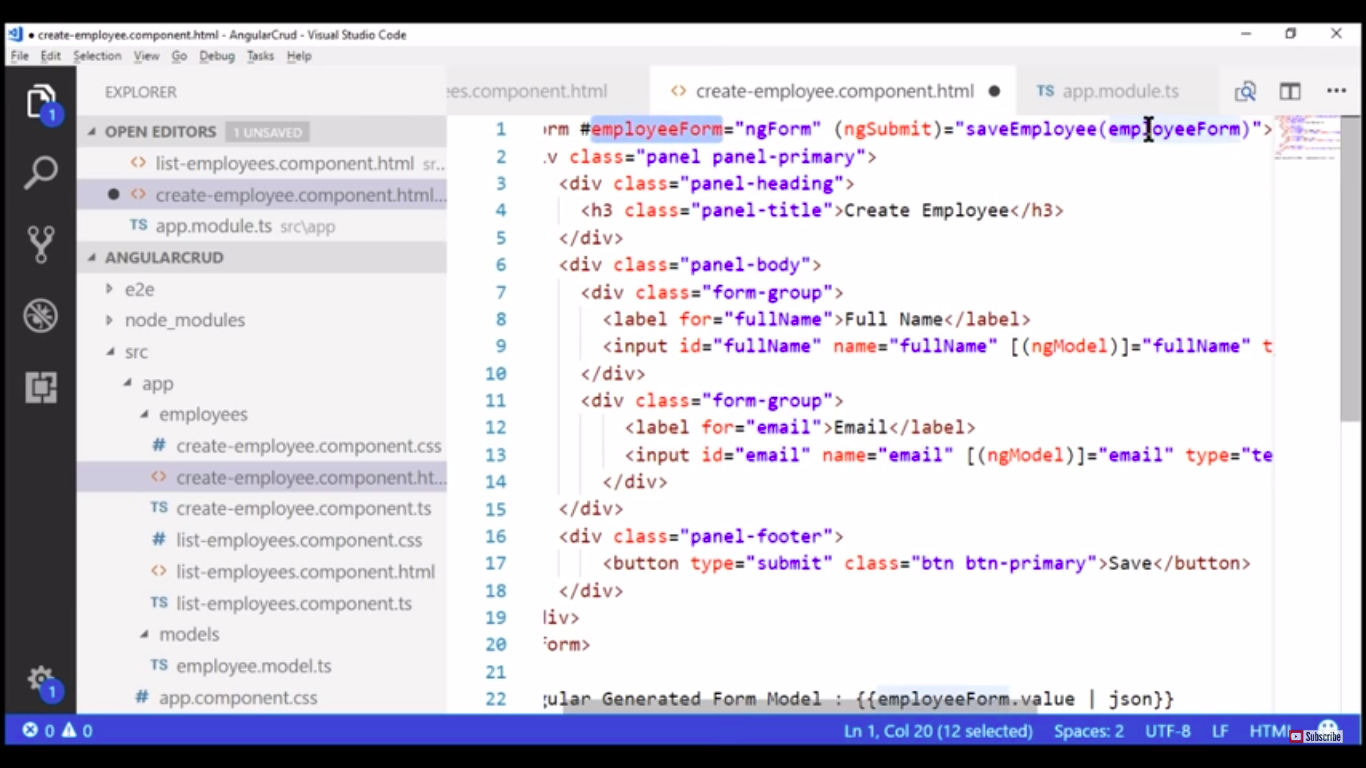 create-employee.component.html - AngularCrud - Visual Studio Code
File Edit Selection View Go Debug Tasks Help
EXPLORER
OPEN EDITORS 1 UNSAVED
list-employees.component.html sr...
create-employee.component.html...
TS app.module.ts src\app
ANGULARCRUD
e2e
node_modules
src
app
employees
# create-employee.component.css
<> create-employee.component.ht...
TS create-employee.component.ts
# list-employees.component.css
<> list-employees.component.html
TS list-employees.component.ts
models
TS employee.model.ts
# app.component.css
es.component.html <> create-employee.component.html TS app.module.ts
1 orm #employeeForm="ngForm" (ngSubmit)="saveEmployee(employeeForm)">
2 v class="panel panel-primary">
3 <div class="panel-heading">
4 <h3 class="panel-title">Create Employee</h3>
5 </div>
6 <div class="panel-body">
7 <div class="form-group">
8 <label for="fullName">Full Name</label>
9 <input id="fullName" name="fullName" [(ngModel)]="fullName" t
10 </div>
11 <div class="form-group">
12 <label for="email">Email</label>
13 <input id="email" name="email" [(ngModel)]="email" type="te
14 </div>
15 </div>
16 <div class="panel-footer">
17 <button type="submit" class="btn btn-primary">Save</button>
18 </div>
19 div>
20 form>
21
22 gular Generated Form Model : {{employeeForm.value | json}}
0 0 Ln 1, Col 20 (12 selected) Spaces: 2 UTF-8 LF HTML
Subscribe
1
1